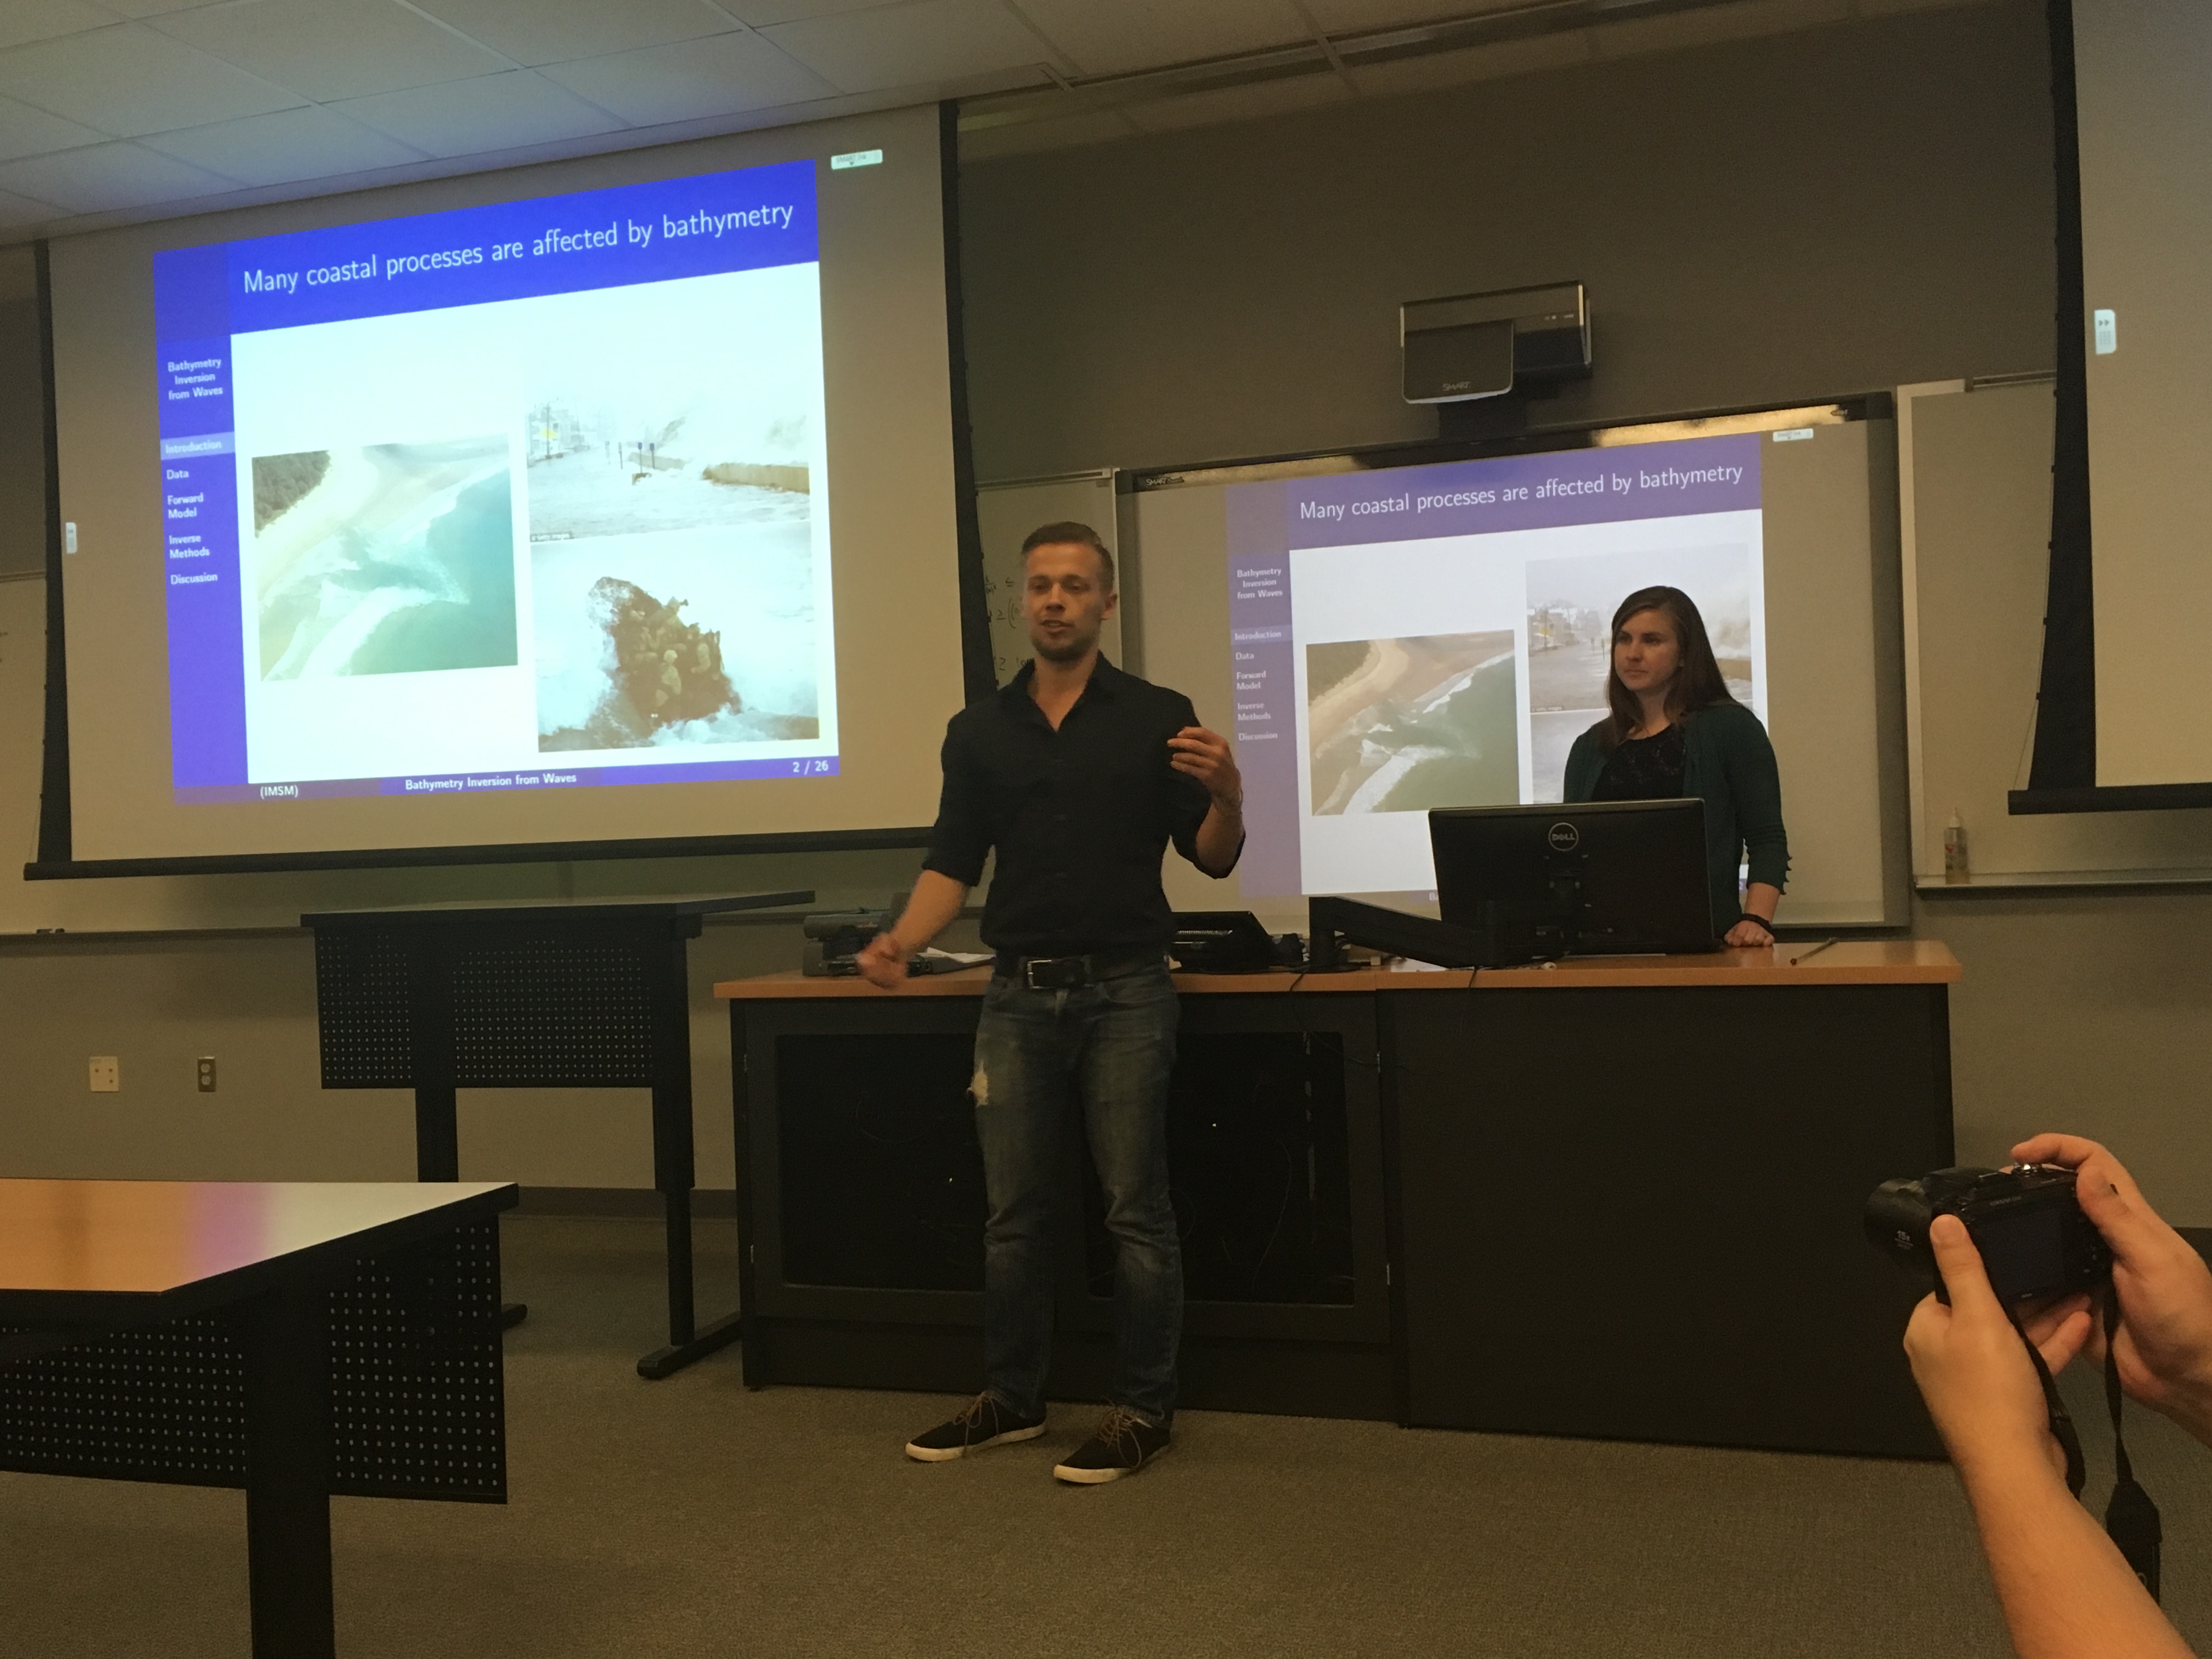 Many coastal processes are affected by bathymetry
Bathymetry
Inversion
from Waves
Introduction
Data
Forward
Model
Inverse
Methods
Discussion
(IMSM)
Bathymetry Inversion from Waves
2 / 26
SMART
Many coastal processes are affected by bathymetry
Bathymetry
Inversion
from Waves
Introduction
Data
Forward
Model
Inverse
Methods
Discussion
DELL